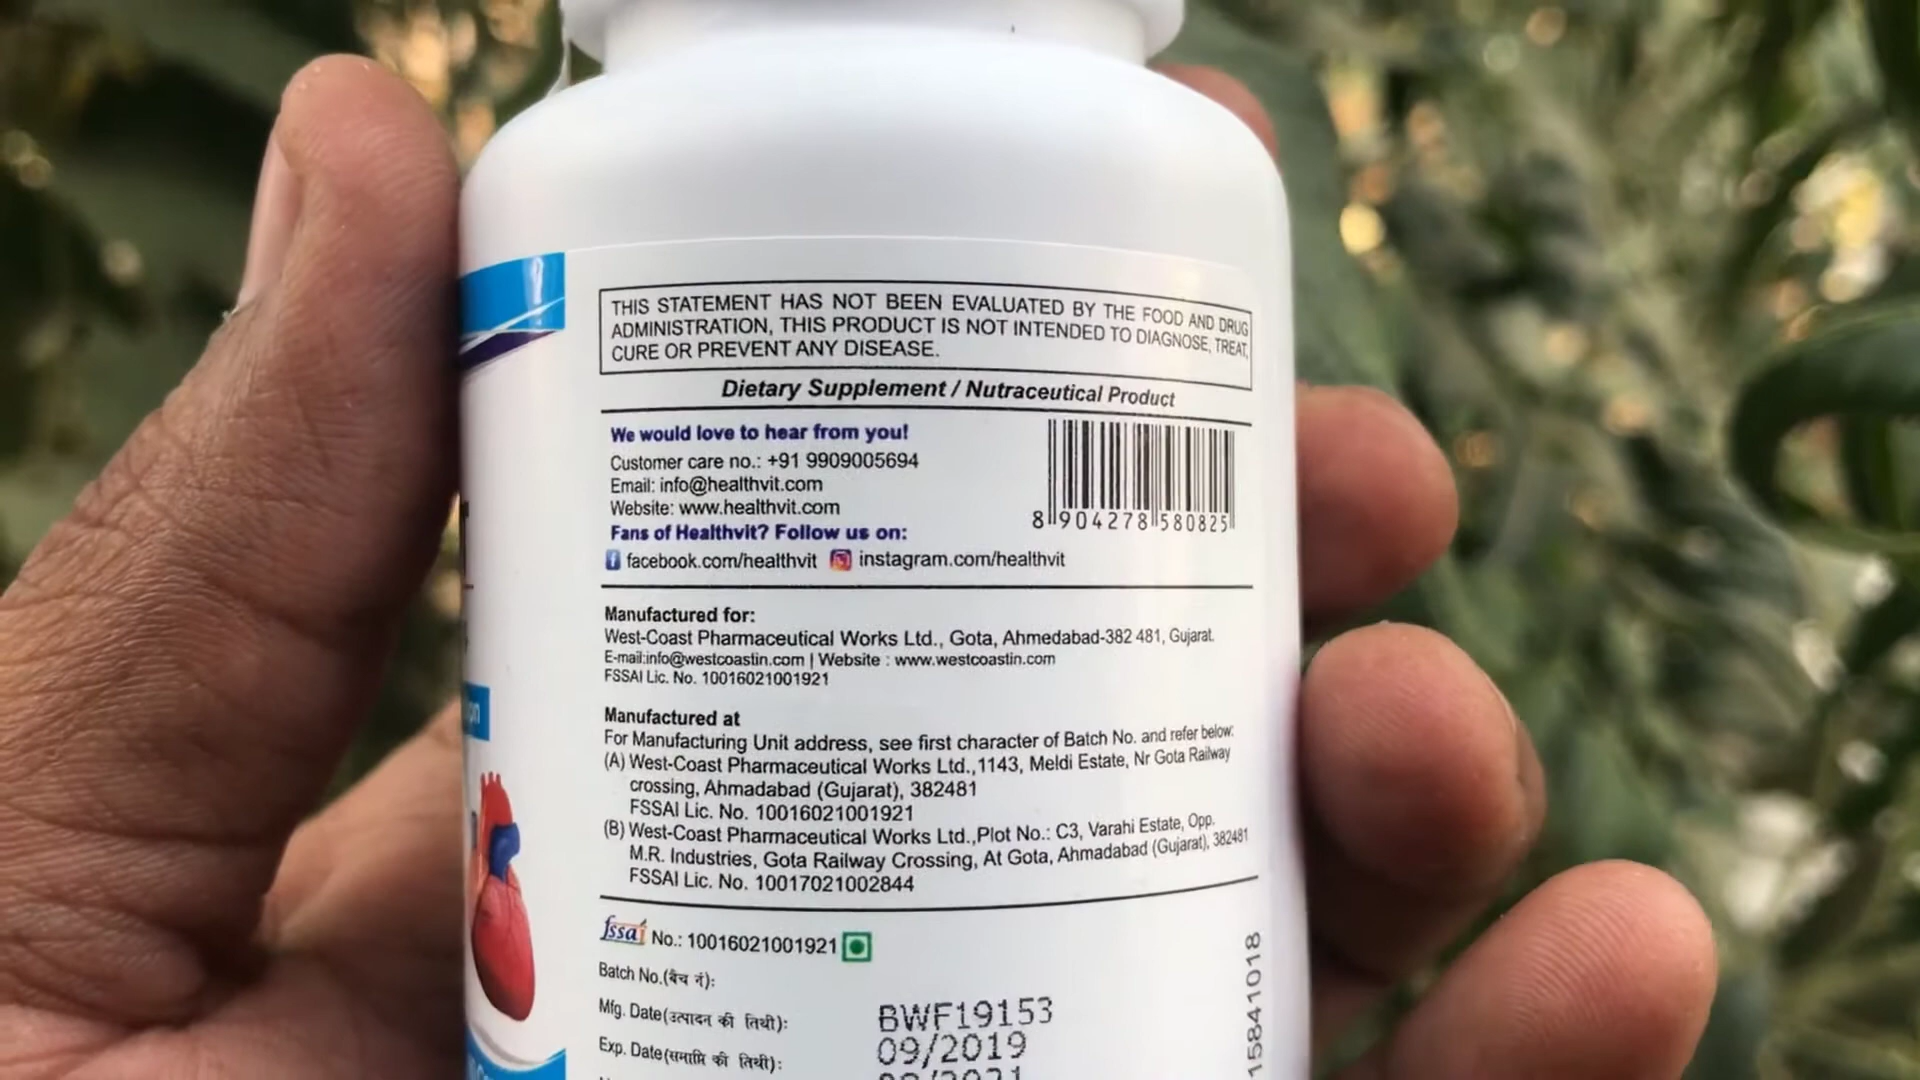 THIS STATEMENT HAS NOT BEEN EVALUATED BY THE FOOD AND DRUG
ADMINISTRATION, THIS PRODUCT IS NOT INTENDED TO DIAGNOSE, TREAT,
CURE OR PREVENT ANY DISEASE.
Dietary Supplement / Nutraceutical Product
We would love to hear from you!
Customer care no.: +91 9909005694
Email: info@healthvit.com
Website: www.healthvit.com
Fans of Healthvit? Follow us on:
facebook.com/healthvit instagram.com/healthvit
8 904278 580825
Manufactured for:
West-Coast Pharmaceutical Works Ltd., Gota, Ahmedabad-382 481, Gujarat.
E-mail:info@westcoastin.com | Website : www.westcoastin.com
FSSAI Lic. No. 10016021001921
Manufactured at
For Manufacturing Unit address, see first character of Batch No. and refer below:
(A) West-Coast Pharmaceutical Works Ltd.,1143, Meldi Estate, Nr Gota Railway
crossing, Ahmadabad (Gujarat), 382481
FSSAI Lic. No. 10016021001921
(B) West-Coast Pharmaceutical Works Ltd.,Plot No.: C3, Varahi Estate, Opp.
M.R. Industries, Gota Railway Crossing, At Gota, Ahmadabad (Gujarat), 382481
FSSAI Lic. No. 10017021002844
fssai No.: 10016021001921
Batch No.(बैच नं):
Mfg. Date(उत्पादन की तिथी): BWF19153
Exp. Date(समाप्ति की तिथी): 09/2019
15841018